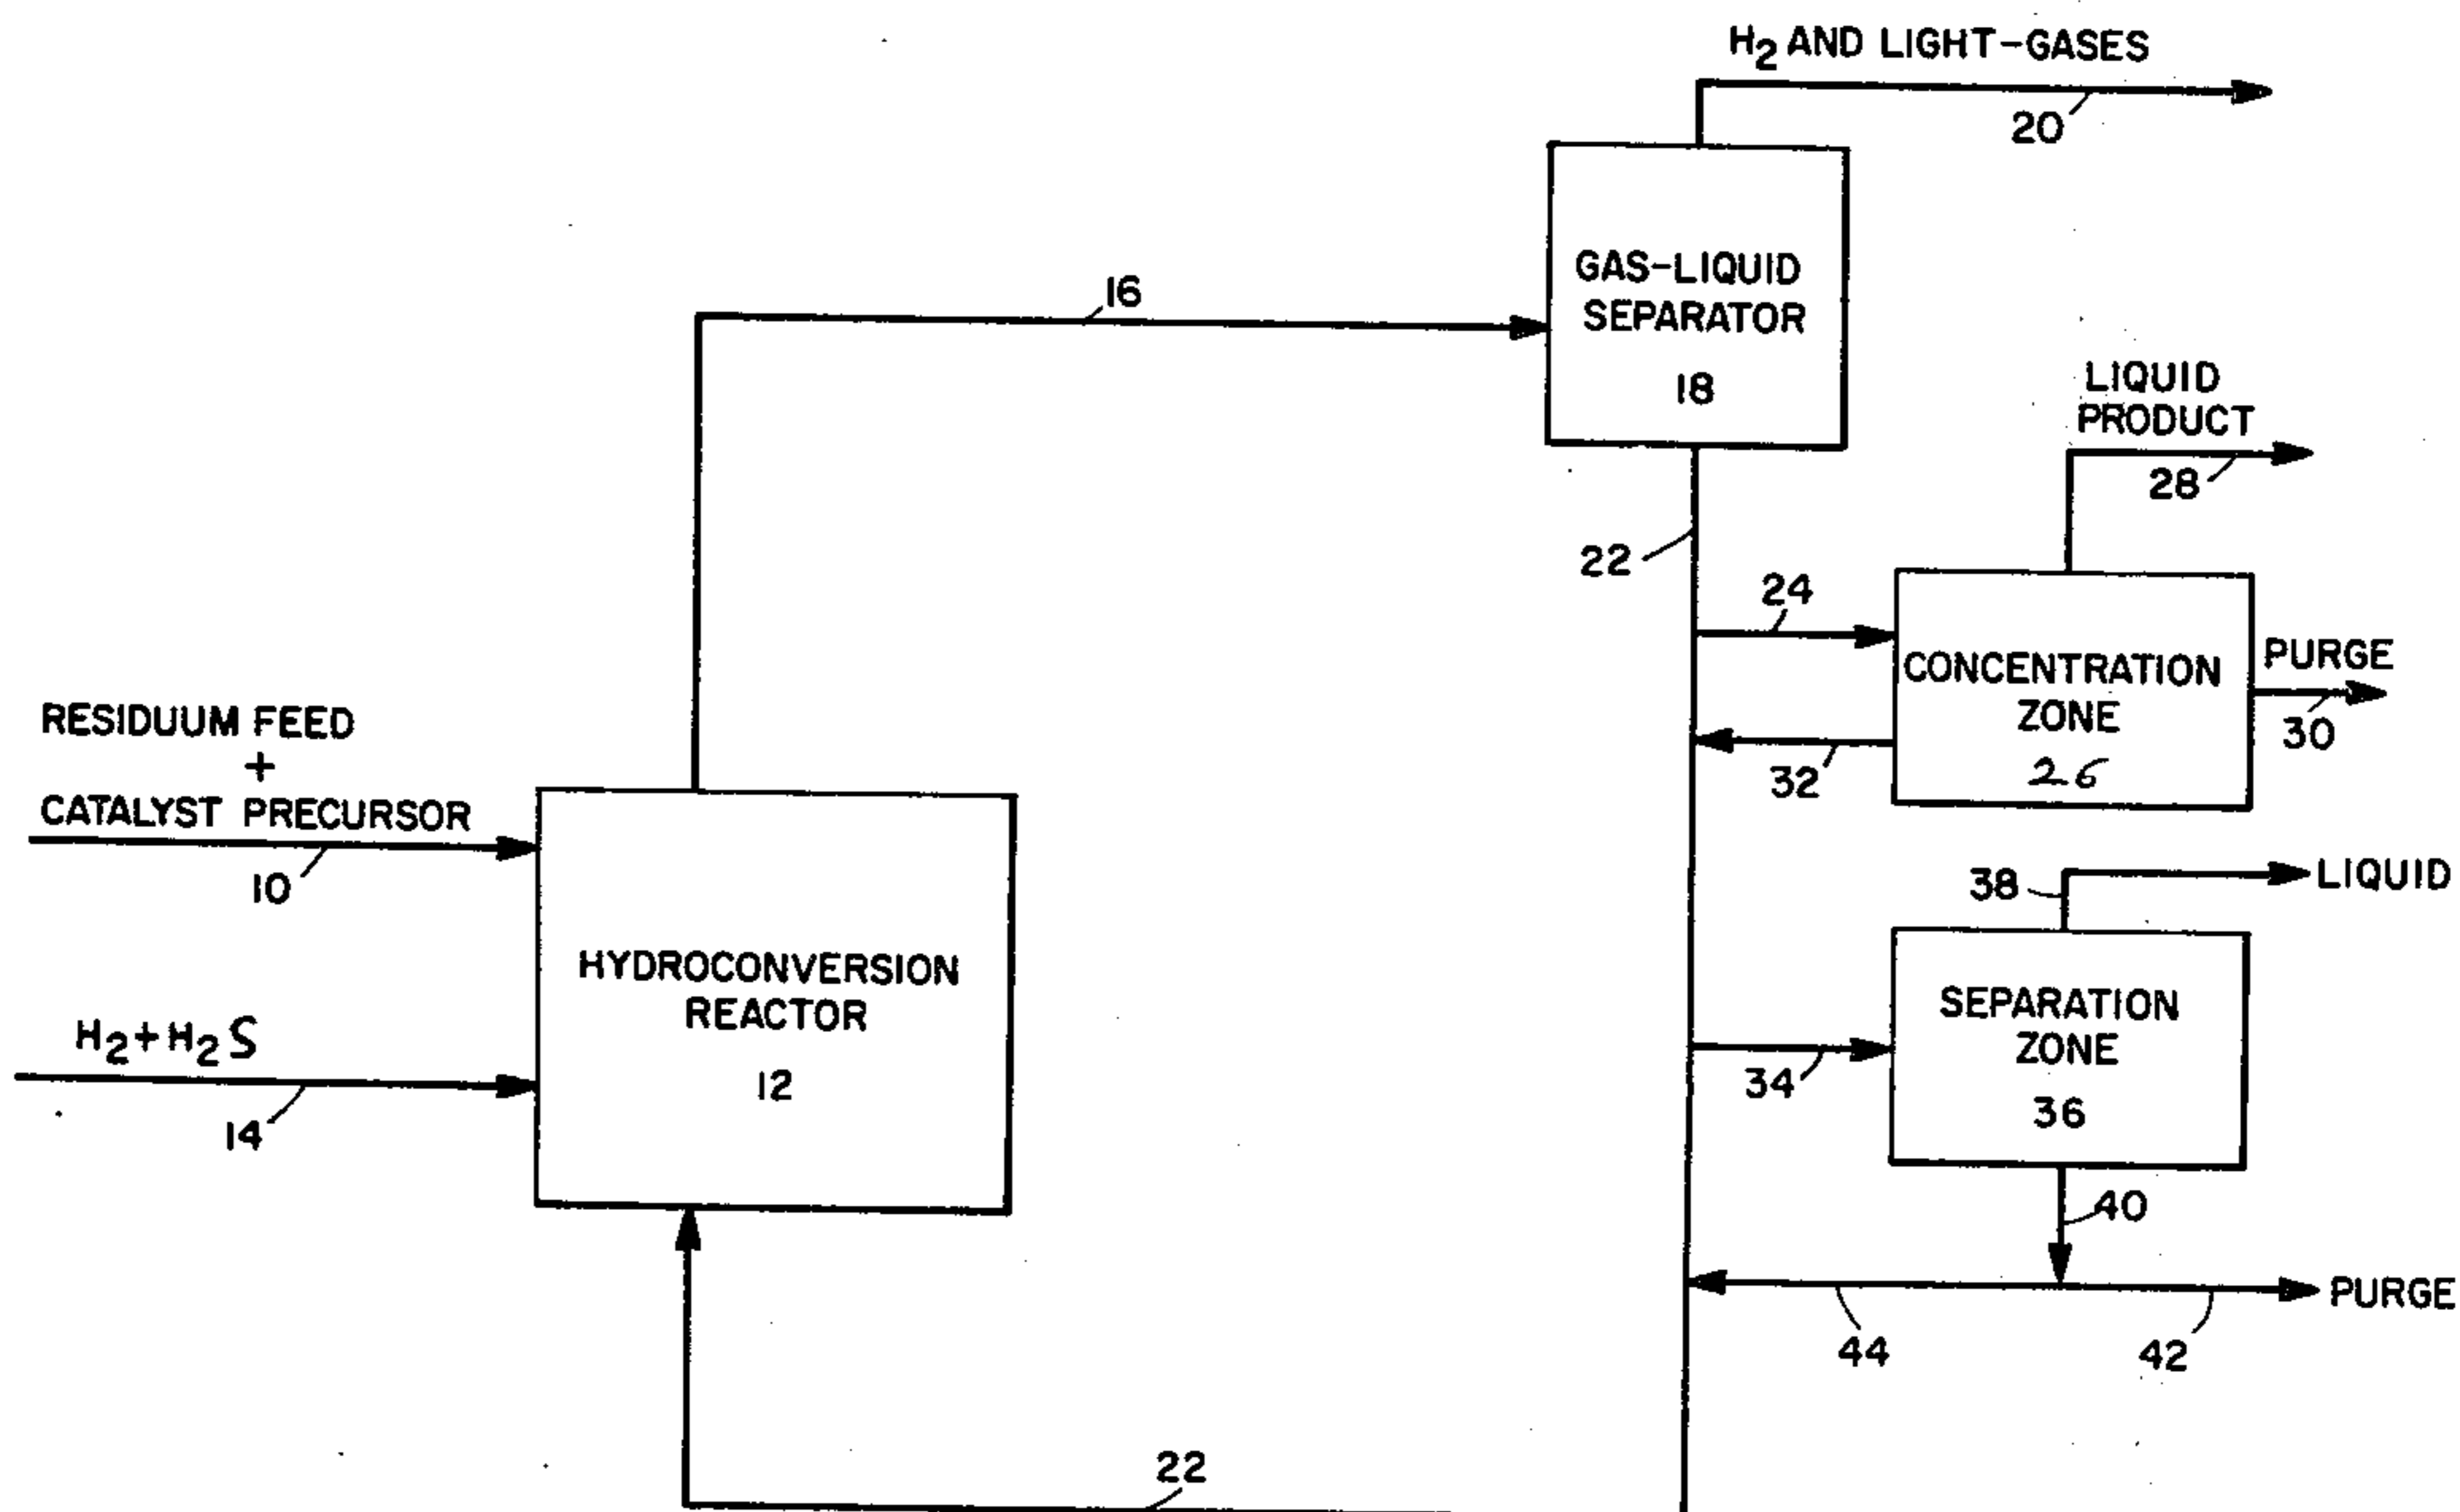 H2 AND LIGHT-GASES
20
GAS-LIQUID
SEPARATOR
18
16
LIQUID
PRODUCT
28
22
24
CONCENTRATION
ZONE
26
PURGE
30
32
RESIDUUM FEED
+
CATALYST PRECURSOR
10
H2+H2S
14
HYDROCONVERSION
REACTOR
12
38
LIQUID
SEPARATION
ZONE
36
34
40
PURGE
44
42
22